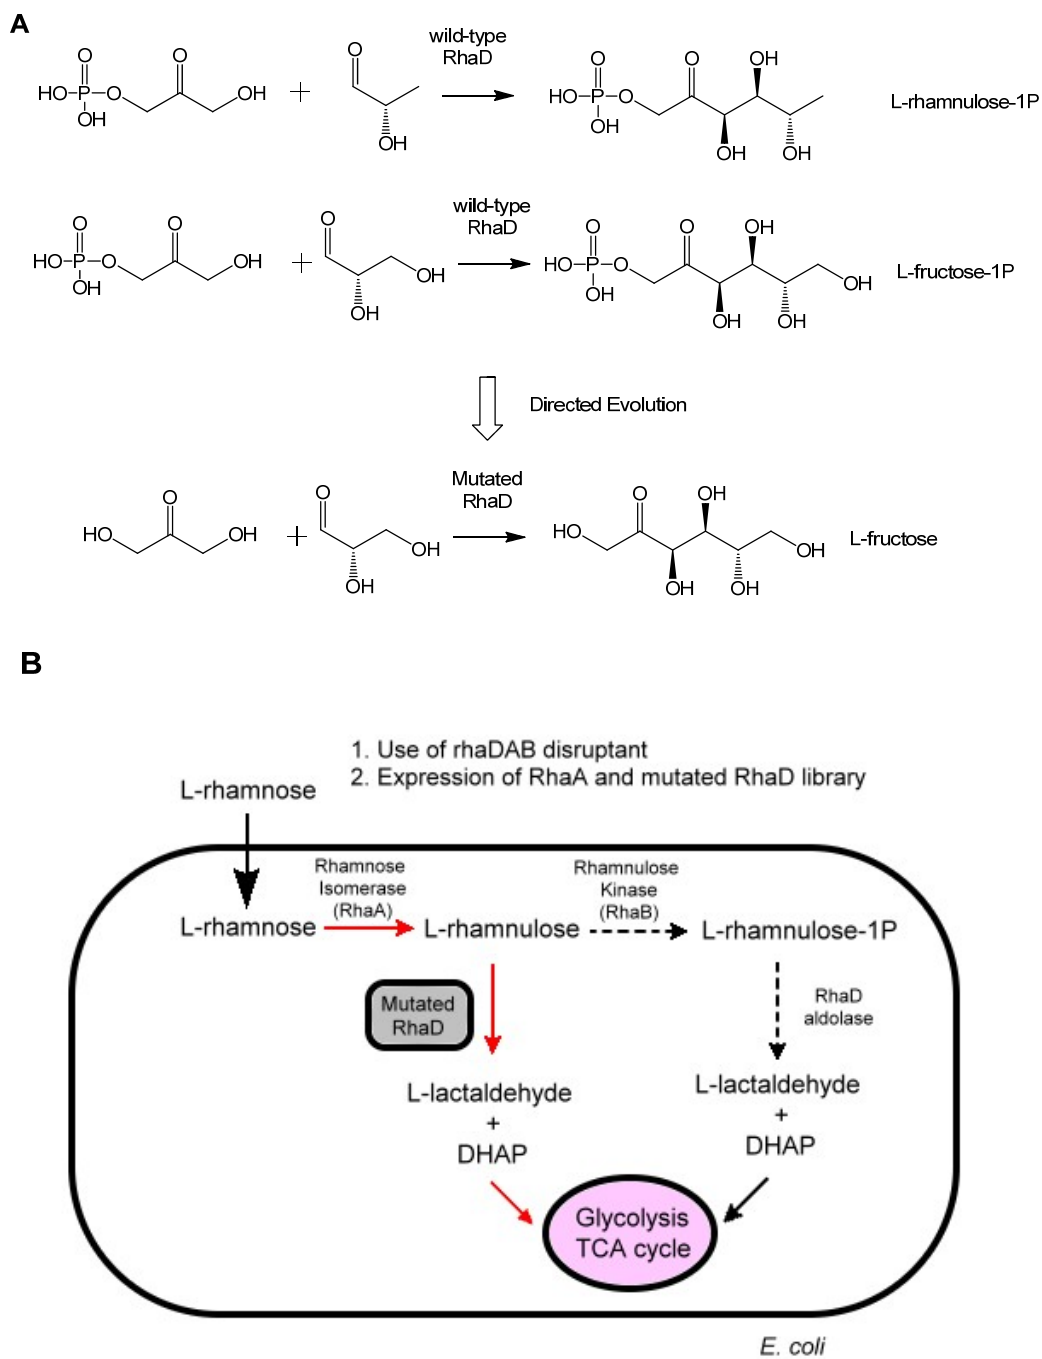 A
wild-type
RhaD
O
HO P O
OH
O
OH
+
O
OH
O
HO P O
OH
O
OH
OH
OH
L-rhamnulose-1P
wild-type
RhaD
O
HO P O
OH
O
OH
+
O
OH
OH
O
HO P O
OH
O
OH
OH
OH
OH
L-fructose-1P
Directed Evolution
Mutated
RhaD
HO
O
OH
+
O
OH
OH
HO
O
OH
OH
OH
OH
L-fructose
B
1. Use of rhaDAB disruptant
2. Expression of RhaA and mutated RhaD library
L-rhamnose
Rhamnose
Isomerase
(RhaA)
Rhamnulose
Kinase
(RhaB)
L-rhamnose
L-rhamnulose
L-rhamnulose-1P
Mutated
RhaD
RhaD
aldolase
L-lactaldehyde
+
DHAP
L-lactaldehyde
+
DHAP
Glycolysis
TCA cycle
E. coli